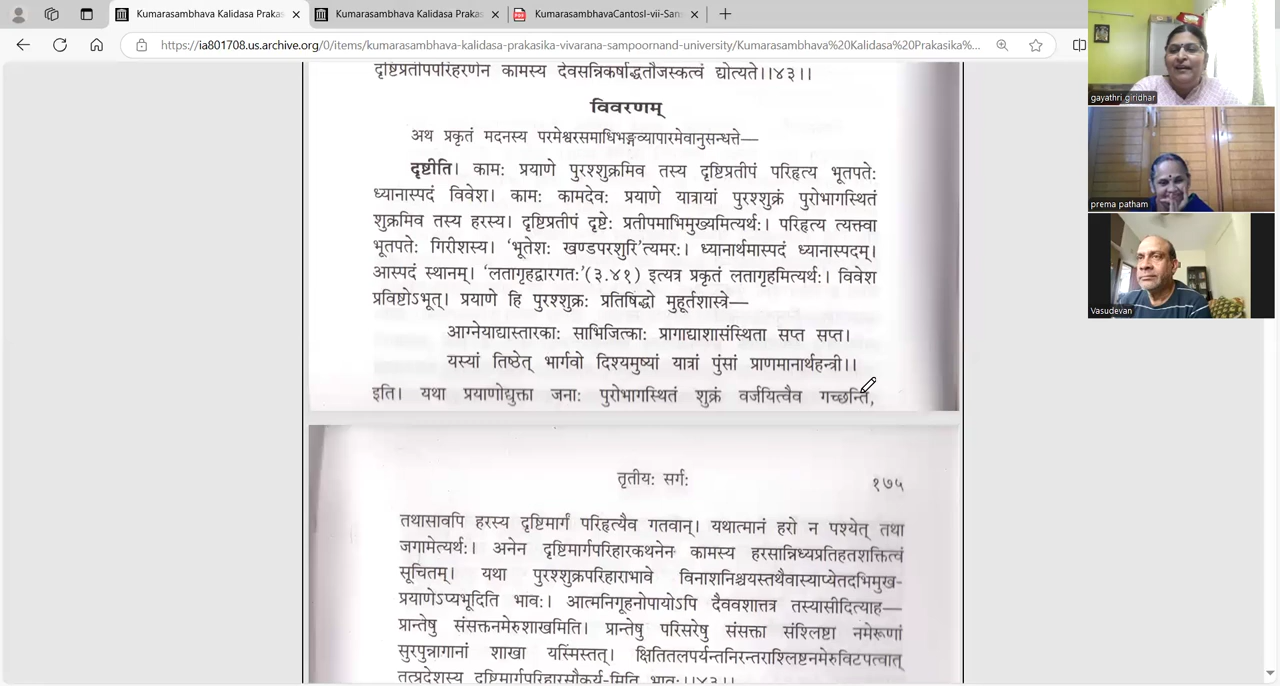 Kumarasambhava Kalidasa Prakas
Kumarasambhava Kalidasa Prakas
KumarasambhavaCantosI-vii-San
https://ia801708.us.archive.org/0/items/kumarasambhava-kalidasa-prakasika-vivarana-sampoornand-university/Kumarasambhava%20Kalidasa%20Prakasika%...
दृष्टिप्रतीपपरिहरणेन कामस्य देवसन्निकर्षाद्धतौजस्कत्वं द्योत्यते।।४३।।
विवरणम्
अथ प्रकृतं मदनस्य परमेश्वरसमाधिभङ्गव्यापारमेवानुसन्धत्ते—
दृष्टीति। कामः प्रयाणे पुरश्शुक्रमिव तस्य दृष्टिप्रतीपं परिहृत्य भूतपतेः
ध्यानास्पदं विवेश। कामः कामदेवः प्रयाणे यात्रायां पुरश्शुक्रं पुरोभागस्थितं
शुक्रमिव तस्य हरस्य। दृष्टिप्रतीपं दृष्टेः प्रतीपमाभिमुख्यमित्यर्थः। परिहृत्य त्यक्त्वा
भूतपतेः गिरीशस्य। ‘भूतेशः खण्डपरशुरि’त्यमरः। ध्यानार्थमास्पदं ध्यानास्पदम्।
आस्पदं स्थानम्। ‘लतागृहद्वारगतः’(३.४१) इत्यत्र प्रकृतं लतागृहमित्यर्थः। विवेश
प्रविष्टोऽभूत्। प्रयाणे हि पुरश्शुक्रः प्रतिषिद्धो मुहूर्तशास्त्रे—
आग्नेयाद्यास्तारकाः साभिजित्काः प्रागाद्याशासंस्थिता सप्त सप्त।
यस्यां तिष्ठेत् भार्गवो दिश्यमुष्यां यात्रां पुंसां प्राणमानार्थहन्त्री।।
इति। यथा प्रयाणोद्युक्ता जनाः पुरोभागस्थितं शुक्रं वर्जयित्वैव गच्छन्ति,
तृतीयः सर्गः १७५
तथासावपि हरस्य दृष्टिमार्गं परिहृत्यैव गतवान्। यथात्मानं हरो न पश्येत् तथा
जगामेत्यर्थः। अनेन दृष्टिमार्गपरिहारकथनेन कामस्य हरसान्निध्यप्रतिहतशक्तित्वं
सूचितम्। यथा पुरश्शुक्रपरिहाराभावे विनाशनिश्चयस्तथैवास्याप्येतदभिमुख-
प्रयाणेऽप्यभूदिति भावः। आत्मनिगूहनोपायोऽपि दैववशात्तत्र तस्यासीदित्याह—
प्रान्तेषु संसक्तनमेरुशाखमिति। प्रान्तेषु परिसरेषु संसक्ता संश्लिष्टा नमेरूणां
सुरपुन्नागानां शाखा यस्मिंस्तत्। क्षितितलपर्यन्तनिरन्तराश्लिष्टनमेरुविटपत्वात्
तत्प्रदेशस्य दृष्टिमार्गपरिहारसौकर्य-मिति भावः।।४३।।
gayathri giridhar
prema patham
Vasudevan